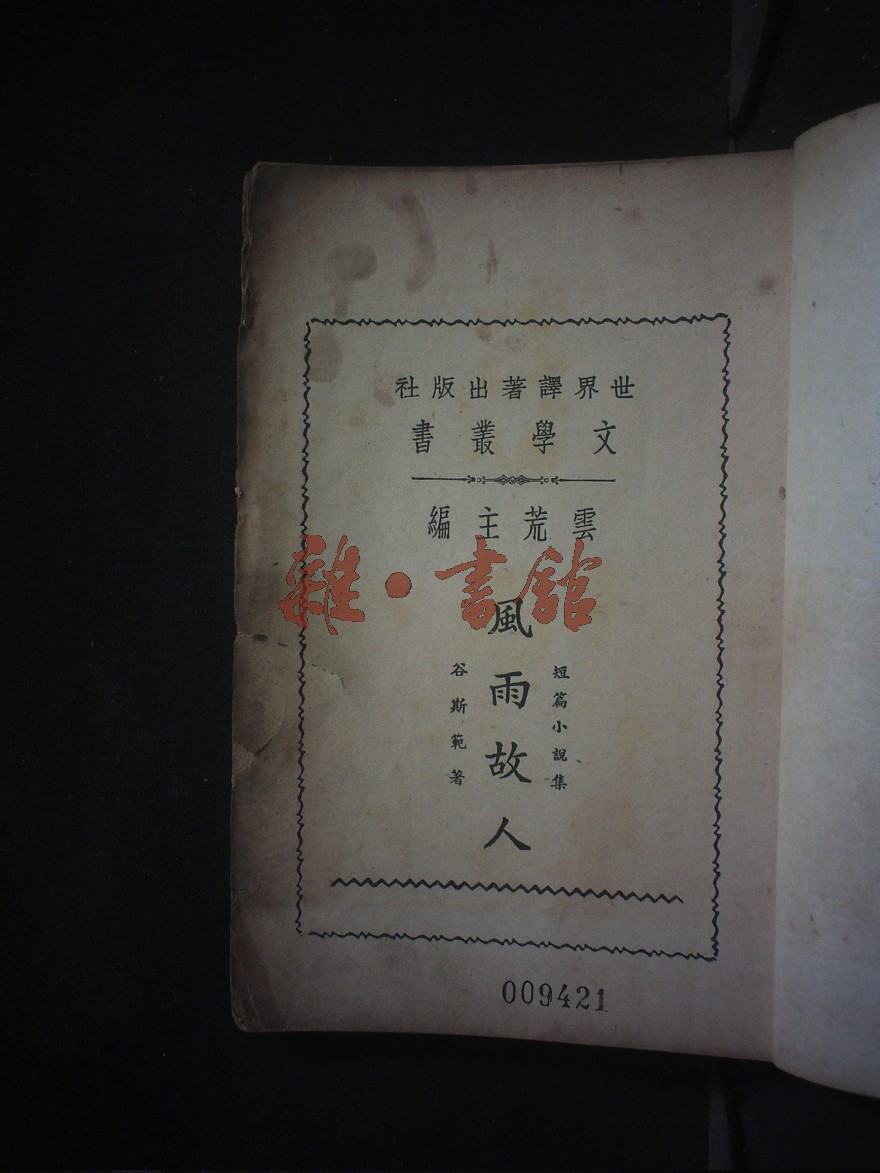 世界譯著出版社
文學叢書
雲荒主編
雜·書館
短篇小說集
風雨故人
谷斯範著
009421